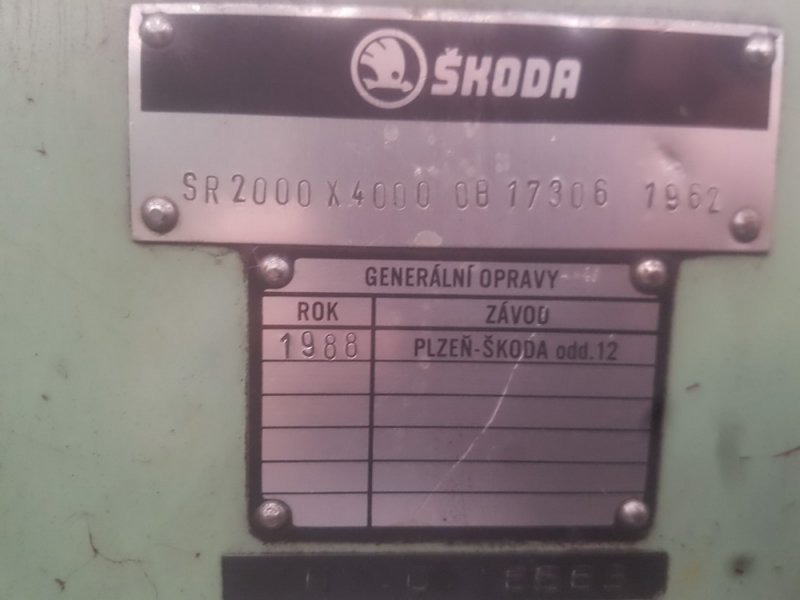 ŠKODA
SR 2000 X 4000 OB 17306 1962
GENERÁLNÍ OPRAVY
ROK ZÁVOD
1988 PLZEŇ-ŠKODA odd.12